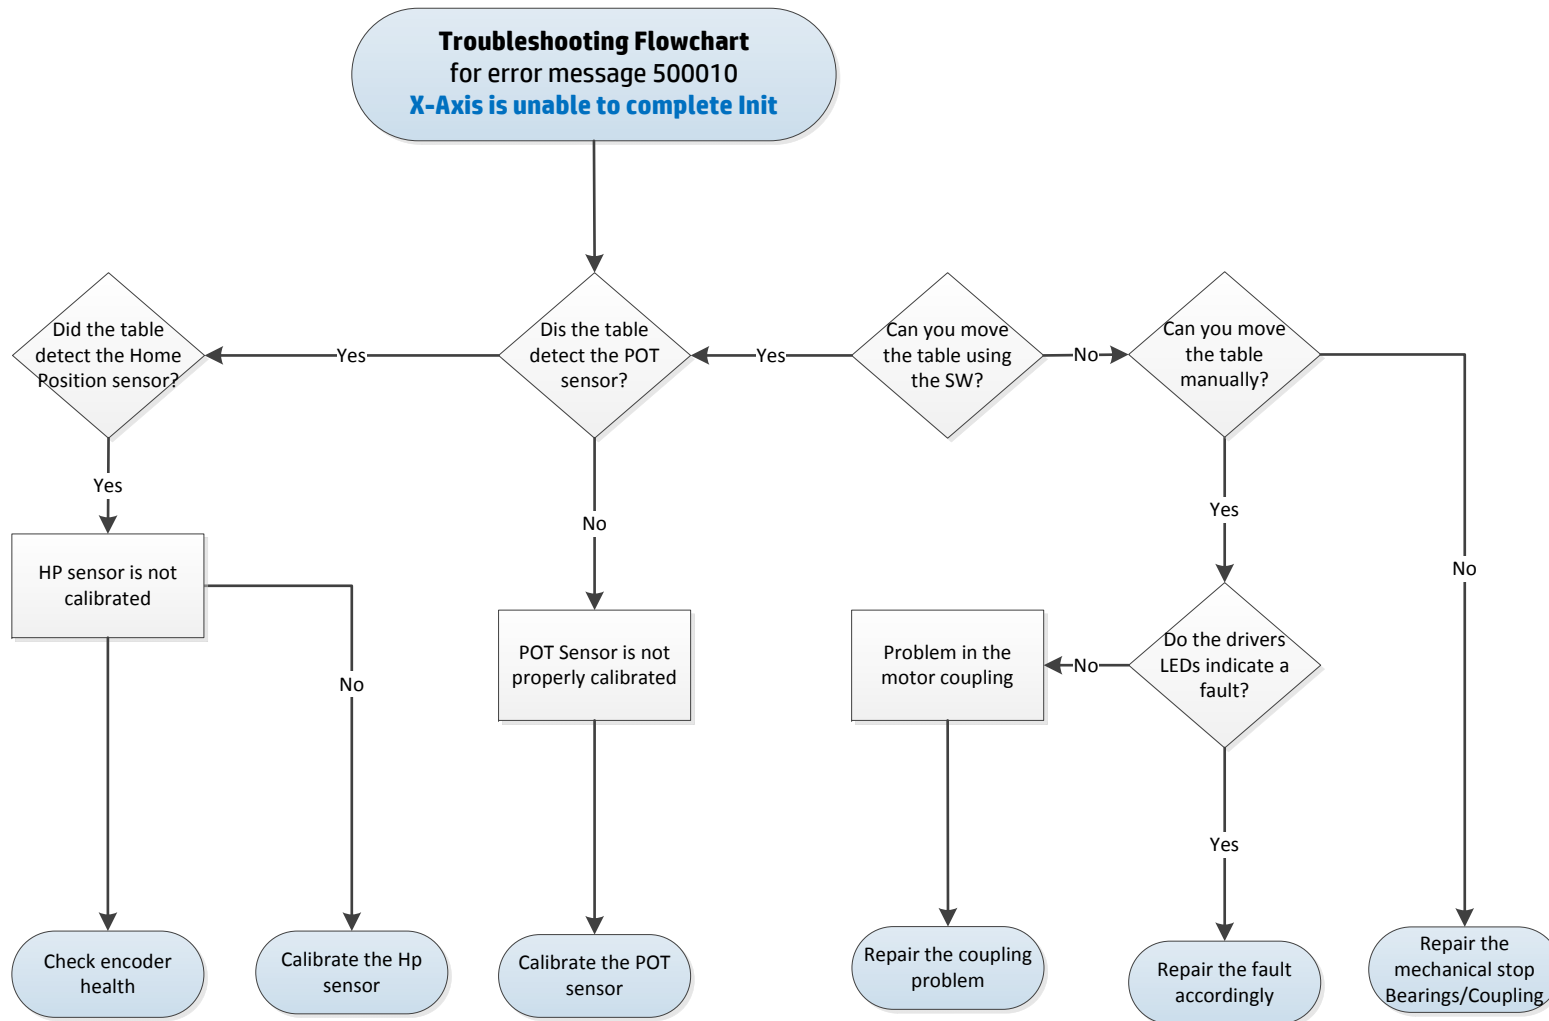 Troubleshooting Flowchart
for error message 500010
X-Axis is unable to complete Init
Did the table
detect the Home
Position sensor?
Yes
Dis the table
detect the POT
sensor?
Yes
Can you move
the table using
the SW?
No
Can you move
the table
manually?
Yes
No
Yes
No
HP sensor is not
calibrated
No
POT Sensor is not
properly calibrated
Problem in the
motor coupling
No
Do the drivers
LEDs indicate a
fault?
Yes
Check encoder
health
Calibrate the Hp
sensor
Calibrate the POT
sensor
Repair the coupling
problem
Repair the fault
accordingly
Repair the
mechanical stop
Bearings/Coupling